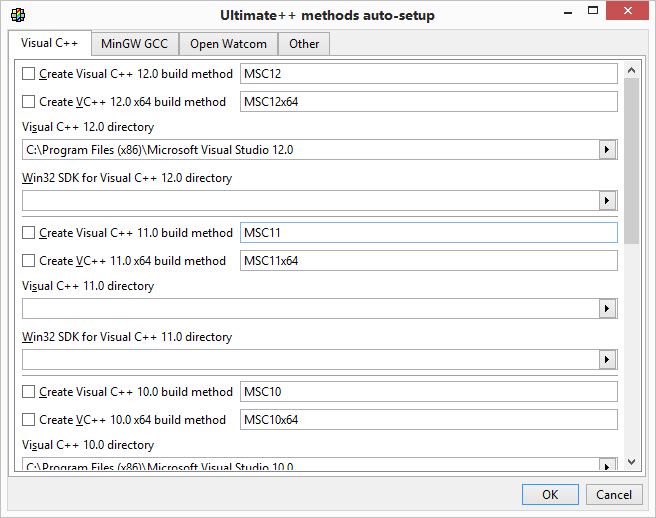 Ultimate++ methods auto-setup
Visual C++ MinGW GCC Open Watcom Other
Create Visual C++ 12.0 build method MSC12
Create VC++ 12.0 x64 build method MSC12x64
Visual C++ 12.0 directory
C:\Program Files (x86)\Microsoft Visual Studio 12.0
Win32 SDK for Visual C++ 12.0 directory
Create Visual C++ 11.0 build method MSC11
Create VC++ 11.0 x64 build method MSC11x64
Visual C++ 11.0 directory
Win32 SDK for Visual C++ 11.0 directory
Create Visual C++ 10.0 build method MSC10
Create VC++ 10.0 x64 build method MSC10x64
Visual C++ 10.0 directory
C:\Program Files (x86)\Microsoft Visual Studio 10.0
OK Cancel